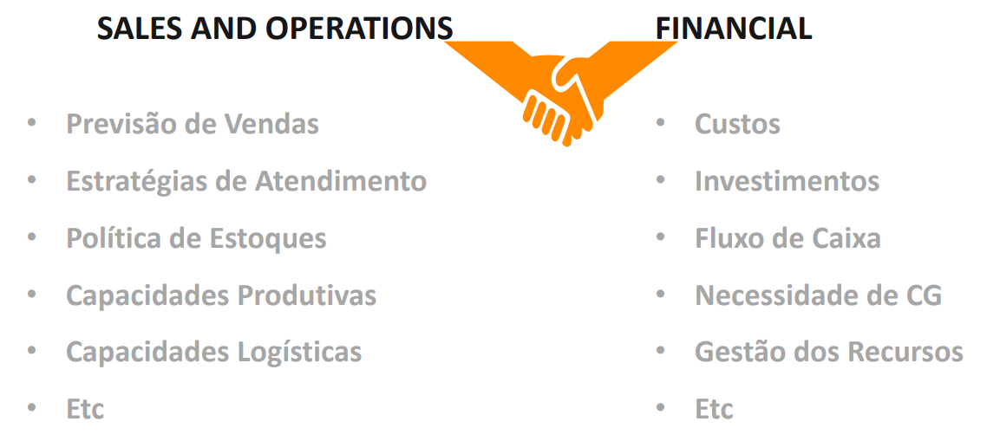 SALES AND OPERATIONS
• Previsão de Vendas
• Estratégias de Atendimento
• Política de Estoques
• Capacidades Produtivas
• Capacidades Logísticas
• Etc
FINANCIAL
• Custos
• Investimentos
• Fluxo de Caixa
• Necessidade de CG
• Gestão dos Recursos
• Etc